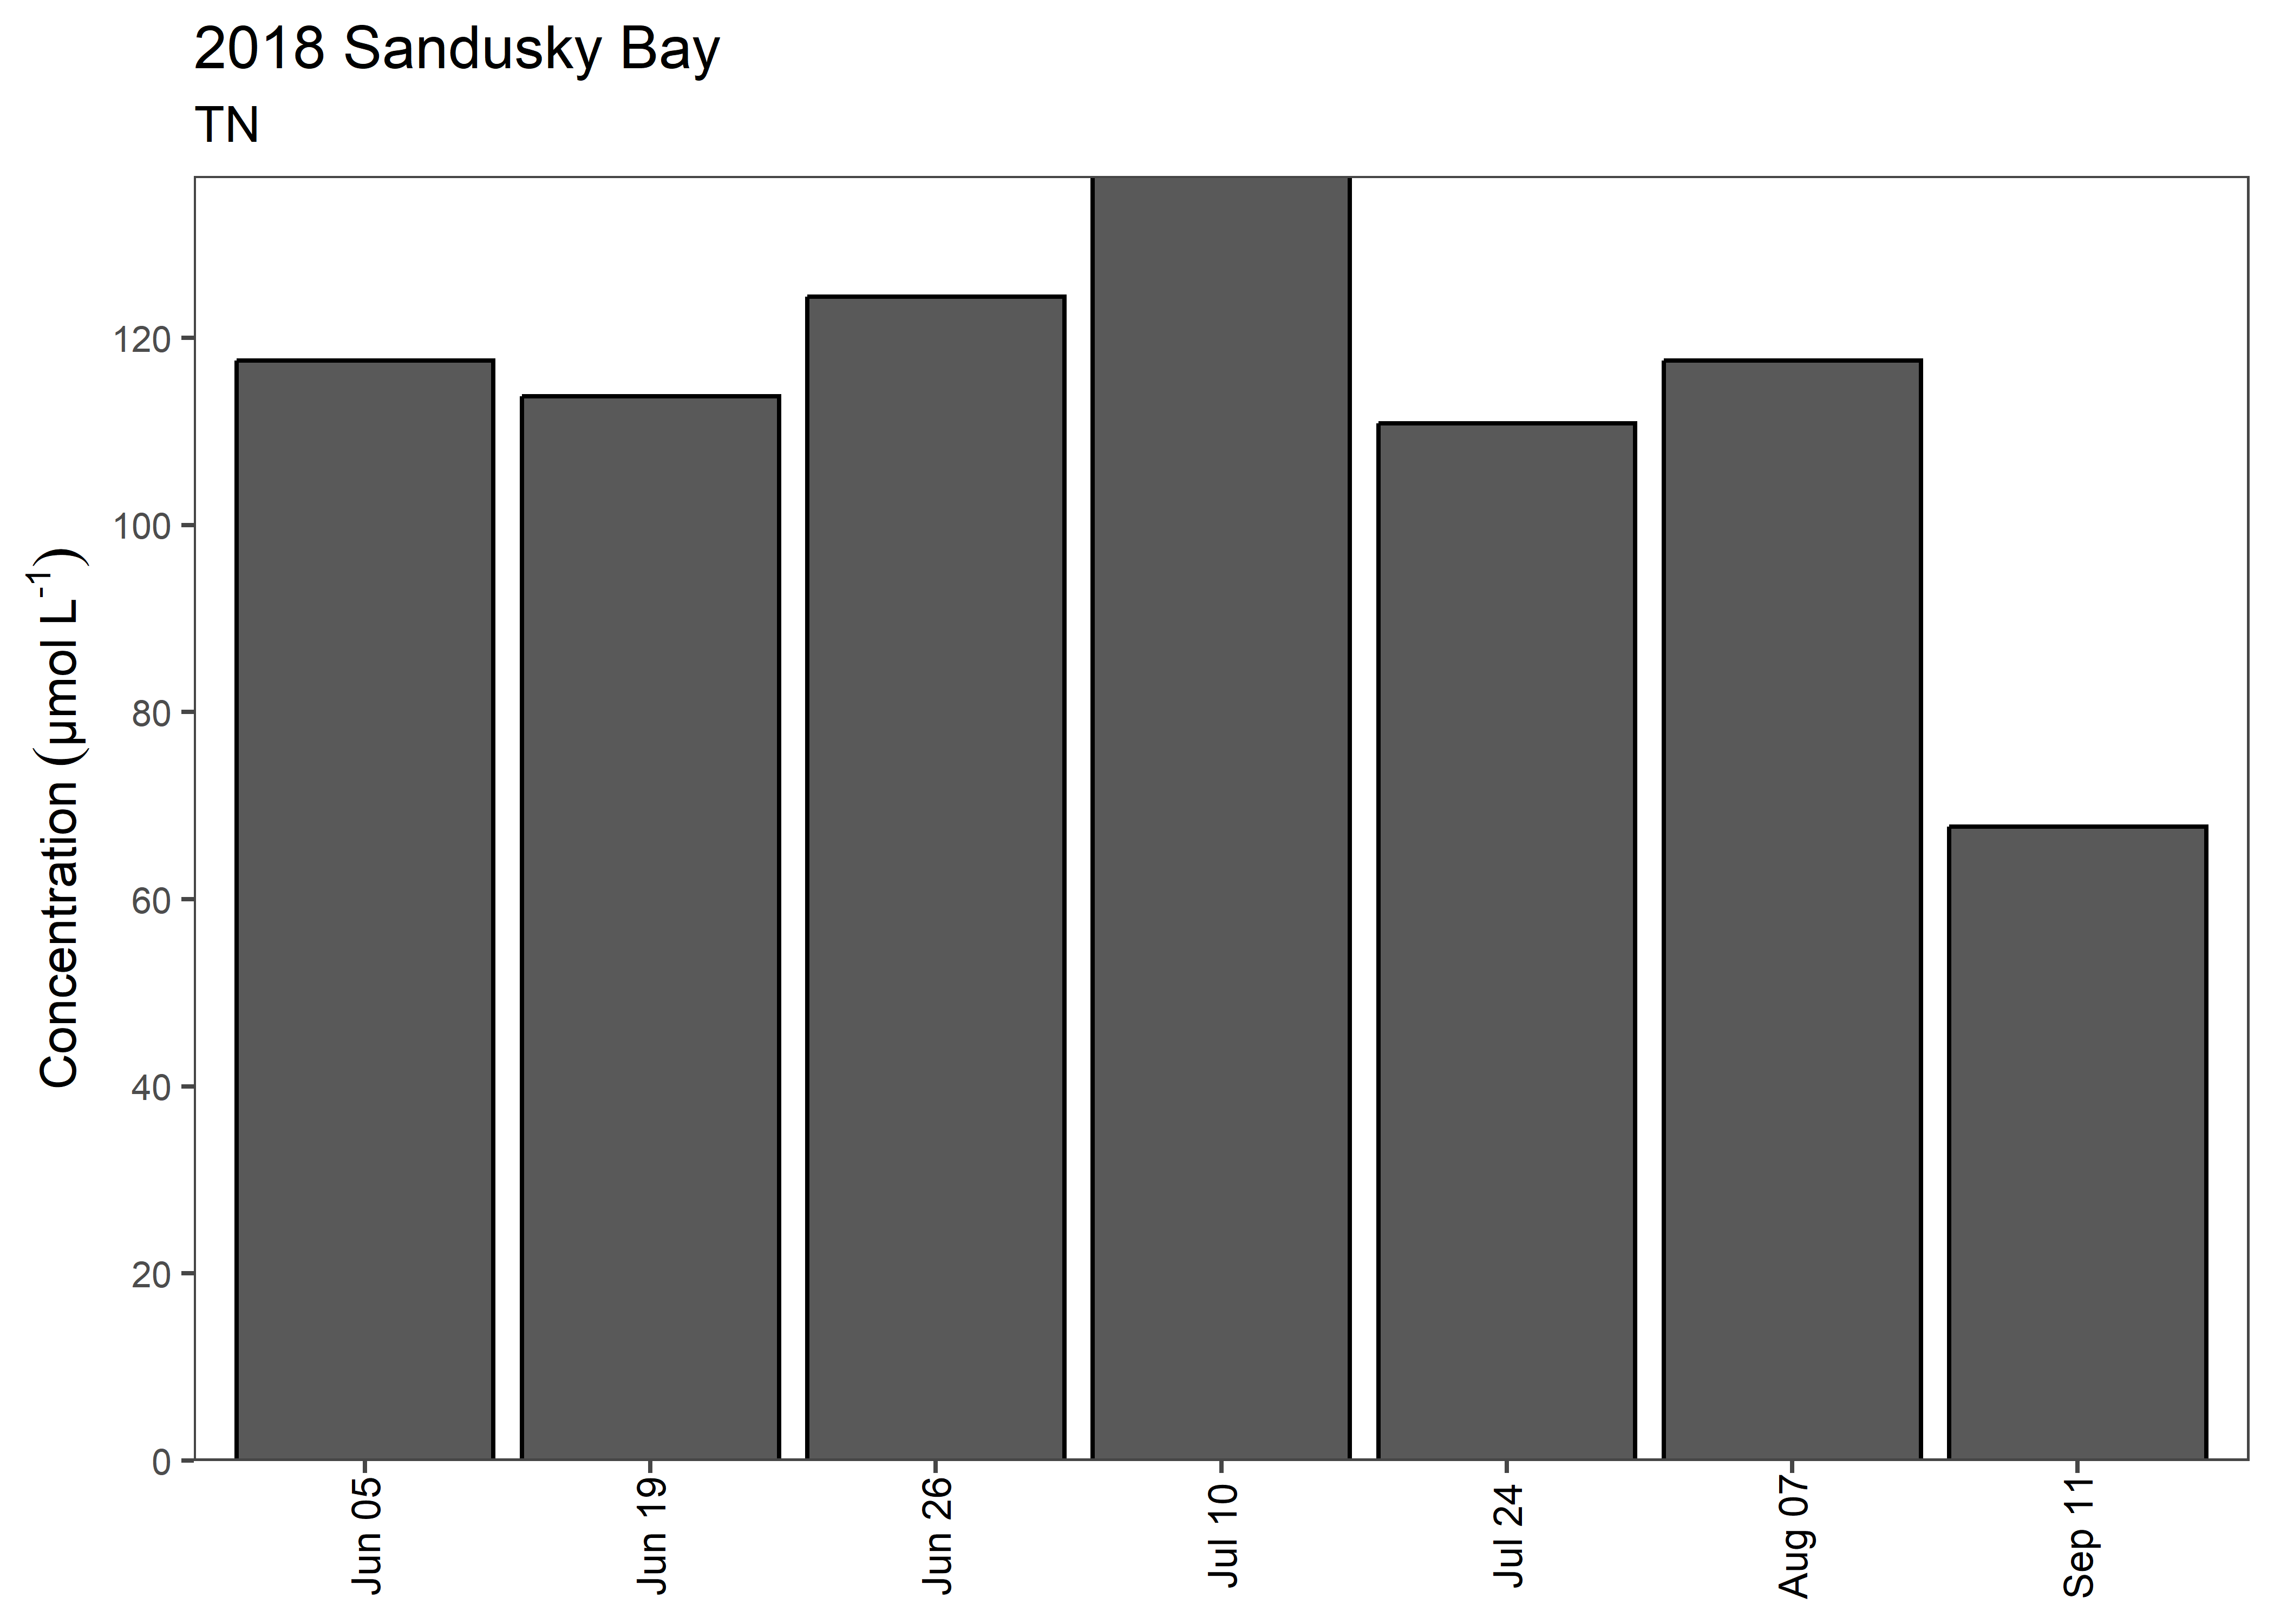 2018 Sandusky Bay
TN
Concentration (µmol L⁻¹)
120
100
80
60
40
20
0
Jun 05
Jun 19
Jun 26
Jul 10
Jul 24
Aug 07
Sep 11